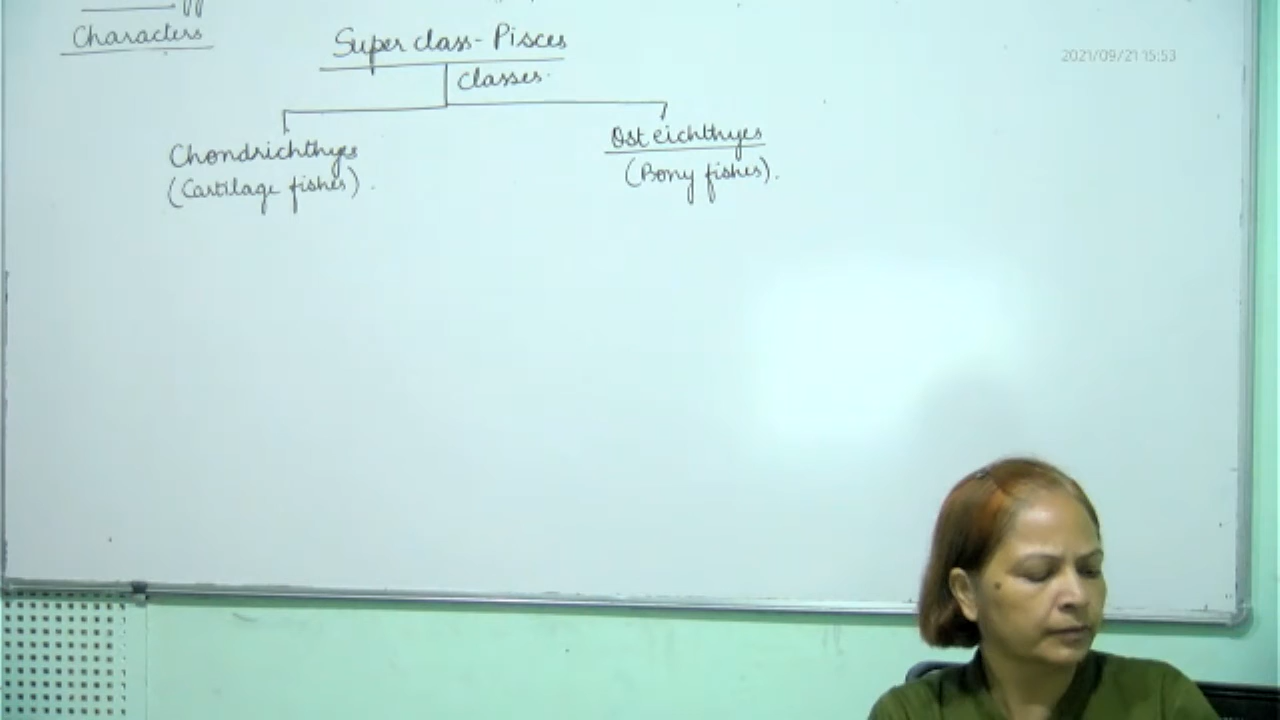 Characters
Super class - Pisces
classes.
Chondrichthyes
(Cartilage fishes).
Osteichthyes
(Bony fishes).
2021/09/21 15:53